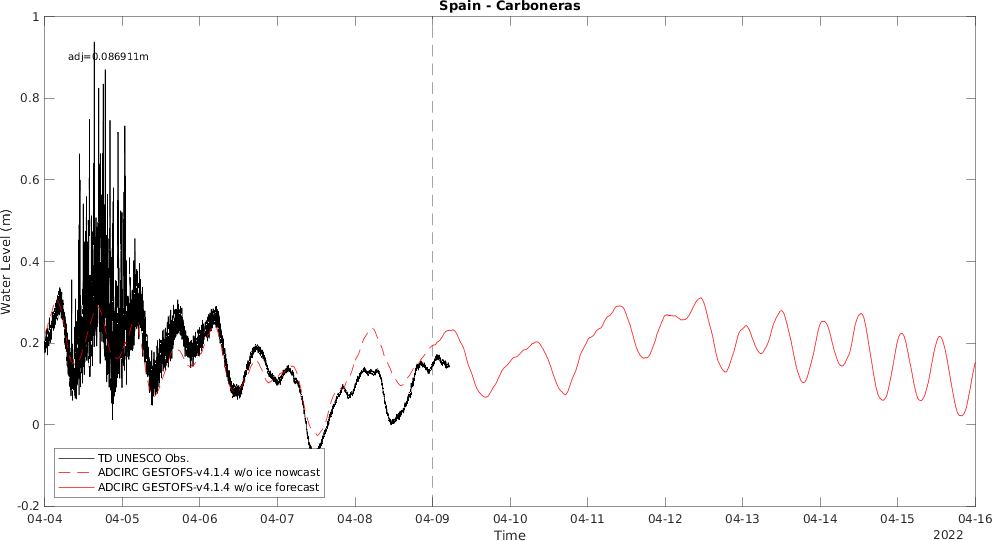 Spain - Carboneras
adj=0.086911m
Water Level (m)
1
0.8
0.6
0.4
0.2
0
-0.2
TD UNESCO Obs.
ADCIRC GESTOFS-v4.1.4 w/o ice nowcast
ADCIRC GESTOFS-v4.1.4 w/o ice forecast
04-04 04-05 04-06 04-07 04-08 04-09 04-10 04-11 04-12 04-13 04-14 04-15 04-16
Time
2022